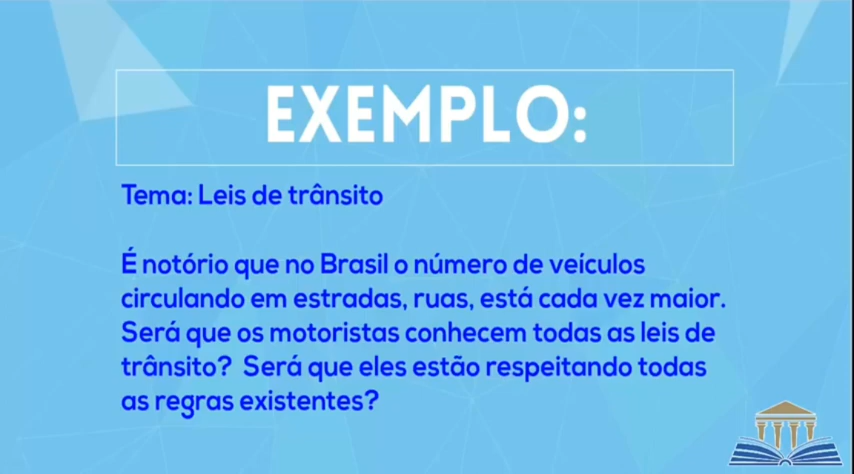 EXEMPLO:
Tema: Leis de trânsito
É notório que no Brasil o número de veículos
circulando em estradas, ruas, está cada vez maior.
Será que os motoristas conhecem todas as leis de
trânsito?  Será que eles estão respeitando todas
as regras existentes?